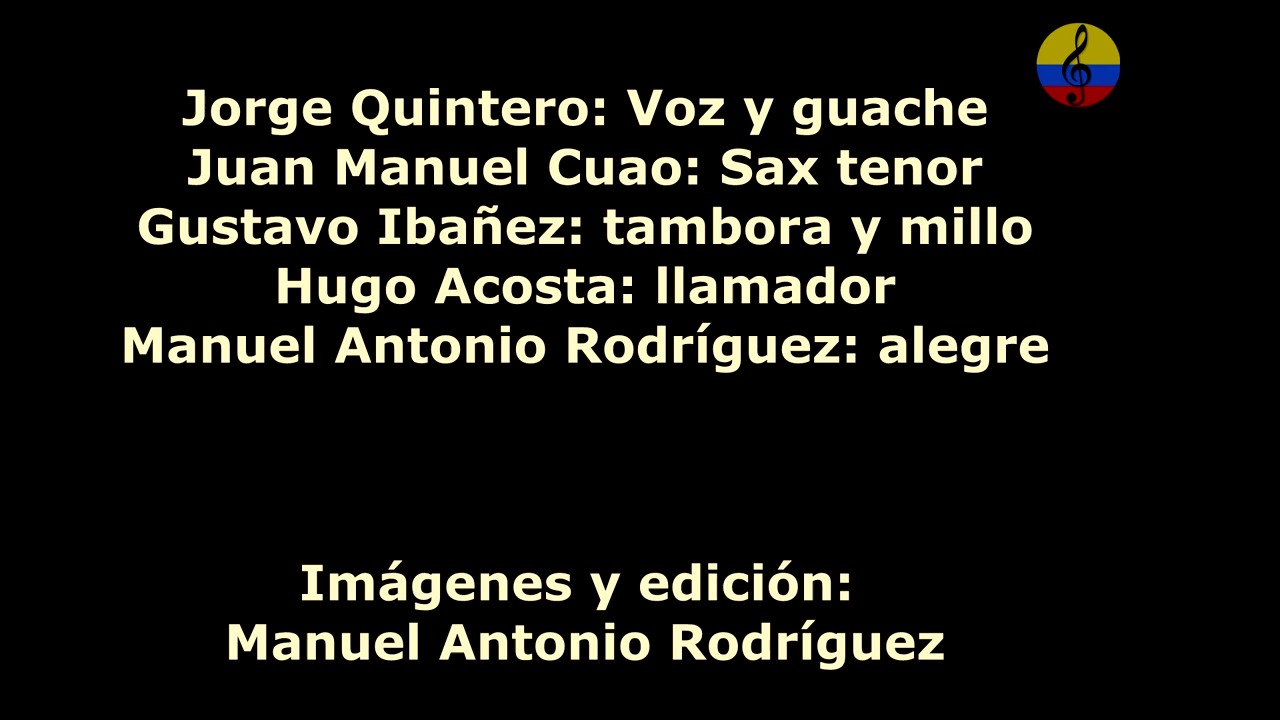 Jorge Quintero: Voz y guache
Juan Manuel Cuao: Sax tenor
Gustavo Ibañez: tambora y millo
Hugo Acosta: llamador
Manuel Antonio Rodríguez: alegre
Imágenes y edición:
Manuel Antonio Rodríguez